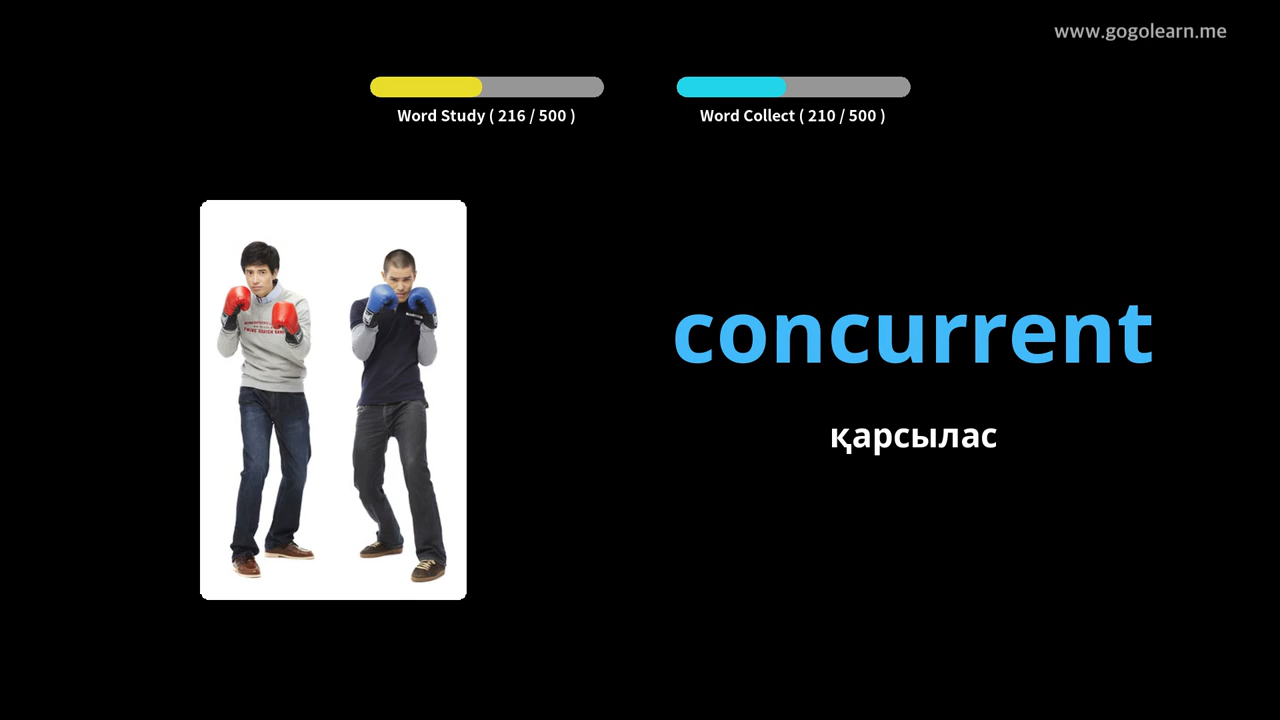 www.gogolearn.me
Word Study ( 216 / 500 )
Word Collect ( 210 / 500 )
concurrent
қарсылас